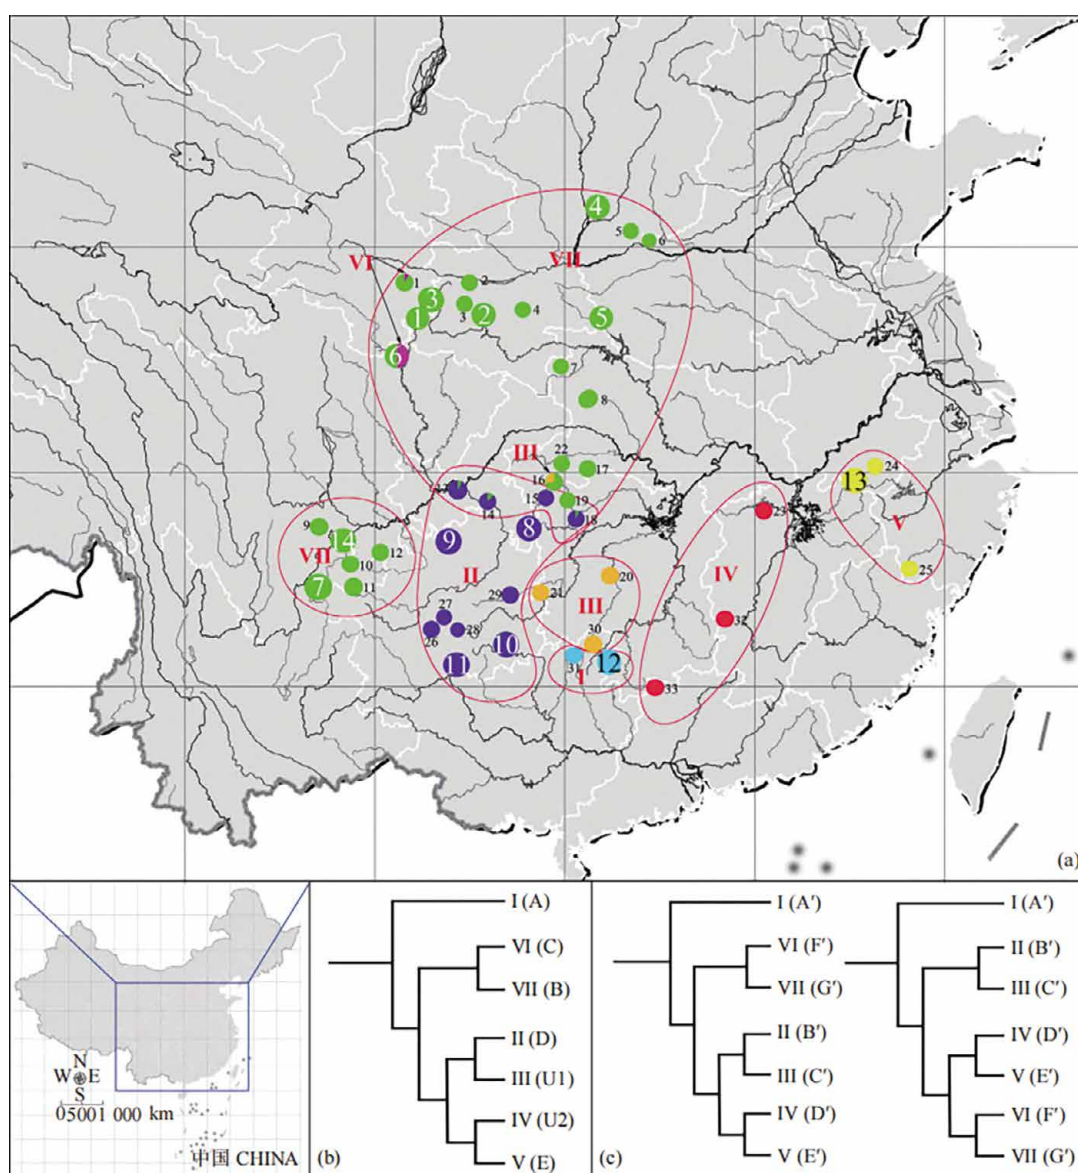 4
5
6
VI
VII
1
2
3
1
3
2
4
5
6
7
8
III
22
17
16
15
19
14
18
8
9
13
24
23
V
9
14
12
VII
10
7
11
II
IV
25
20
29
21
III
27
32
26
28
30
10
11
31
12
I
33
(a)
N
W E
S
0 500 1 000 km
中国 CHINA
I (A)
VI (C)
VII (B)
II (D)
III (U1)
IV (U2)
V (E)
(b)
I (A′)
VI (F′)
VII (G′)
II (B′)
III (C′)
IV (D′)
V (E′)
(c)
I (A′)
II (B′)
III (C′)
IV (D′)
V (E′)
VI (F′)
VII (G′)